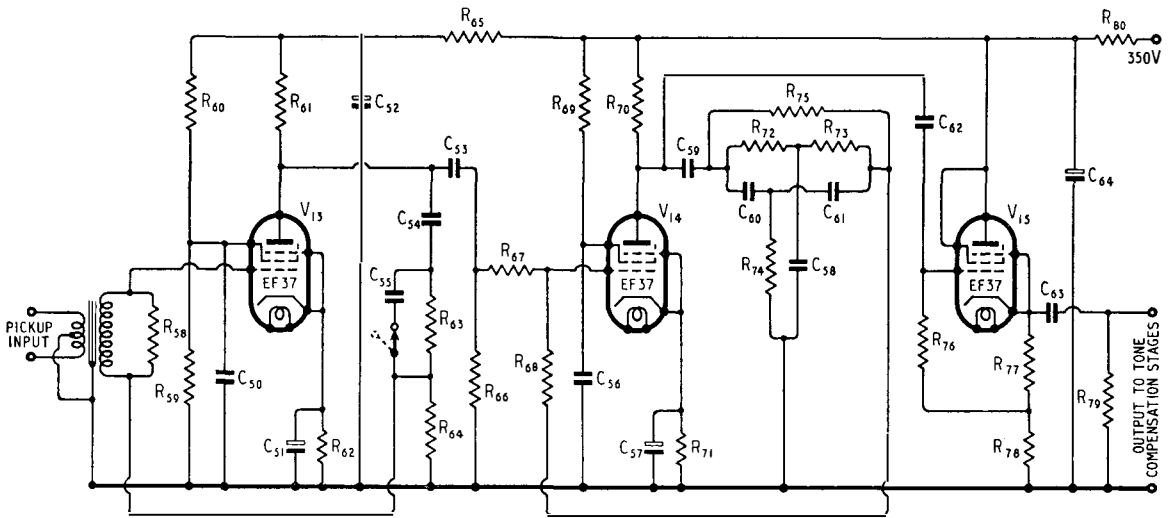 R65
R80
350V
R60
R61
C52
R69
R70
R75
R72
R73
C62
C53
C59
C60
C61
C64
V13
C54
V14
V15
R67
R74
C58
EF37
C55
EF37
EF37
C63
PICKUP
INPUT
R58
R63
R76
R77
R59
C50
R66
R68
C56
R79
C51
R62
R64
C57
R71
R78
OUTPUT TO TONE
COMPENSATION STAGES